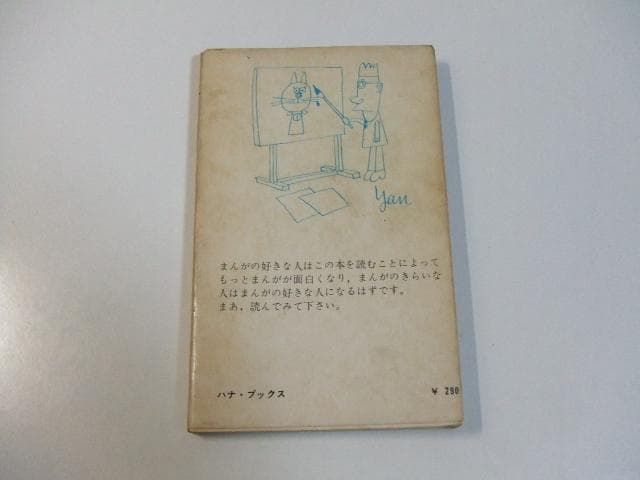 Yan
まんがの好きな人はこの本を読むことによって
もっとまんがが面白くなり，まんがのきらいな
人はまんがの好きな人になるはずです。
まあ，読んでみて下さい。
ハナ・ブックス
¥ 290